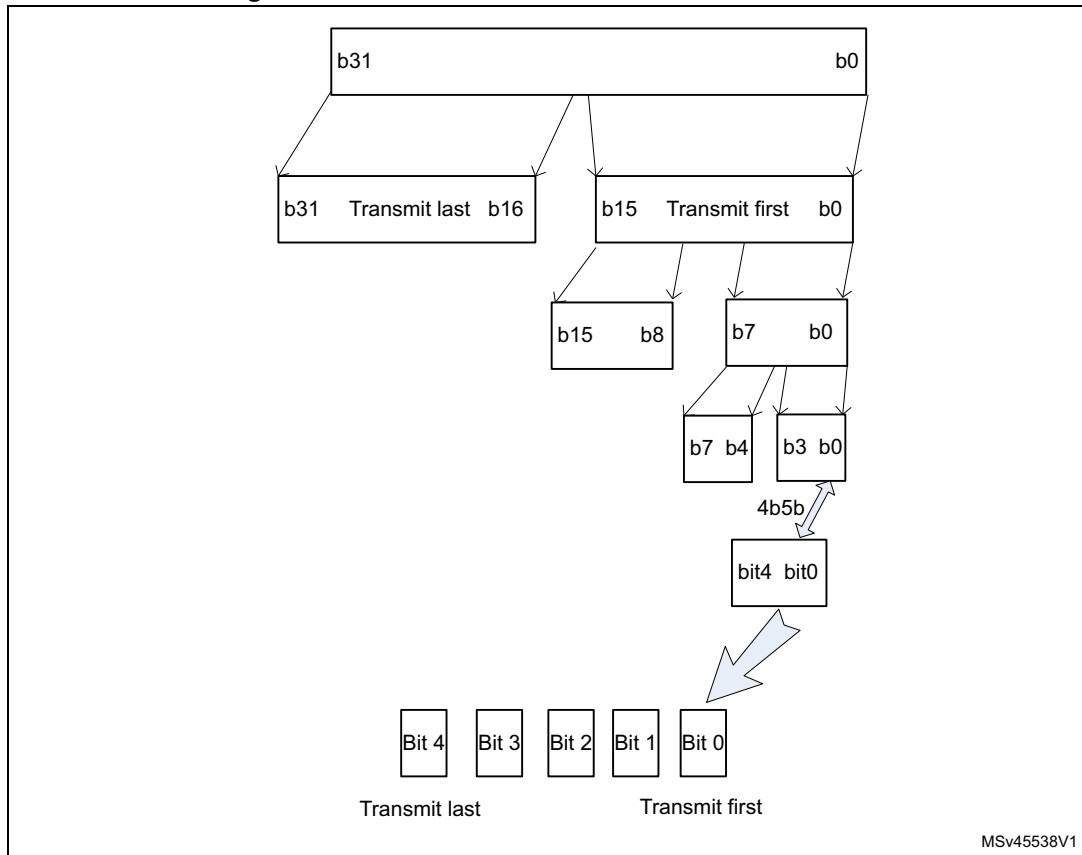 b31 b0
b31 Transmit last b16 b15 Transmit first b0
b15 b8 b7 b0
b7 b4 b3 b0
4b5b
bit4 bit0
Bit 4 Bit 3 Bit 2 Bit 1 Bit 0
Transmit last Transmit first
MSv45538V1